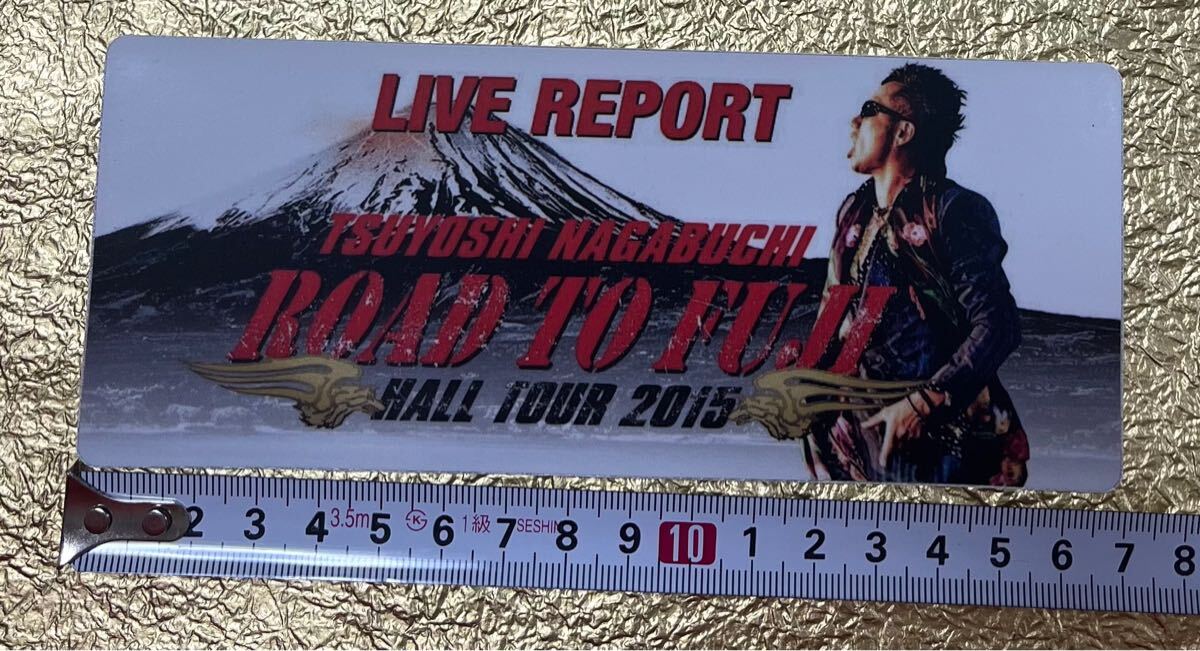 LIVE REPORT
TSUYOSHI NAGABUCHI
ROAD TO FUJI
HALL TOUR 2015
2 3 4 3.5m 5 K 6 1級 7 SESHIN 8 9 10 1 2 3 4 5 6 7 8